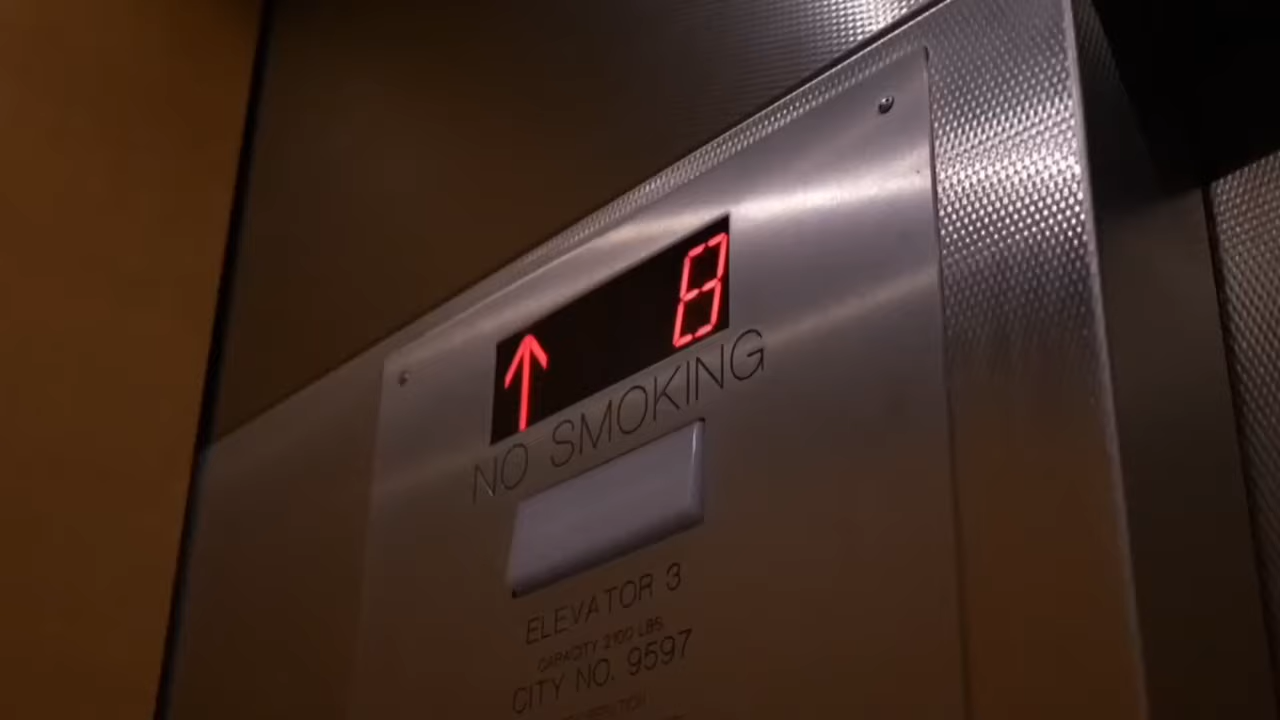 ↑ 8
NO SMOKING
ELEVATOR 3
CAPACITY 2100 LBS.
CITY NO. 9597